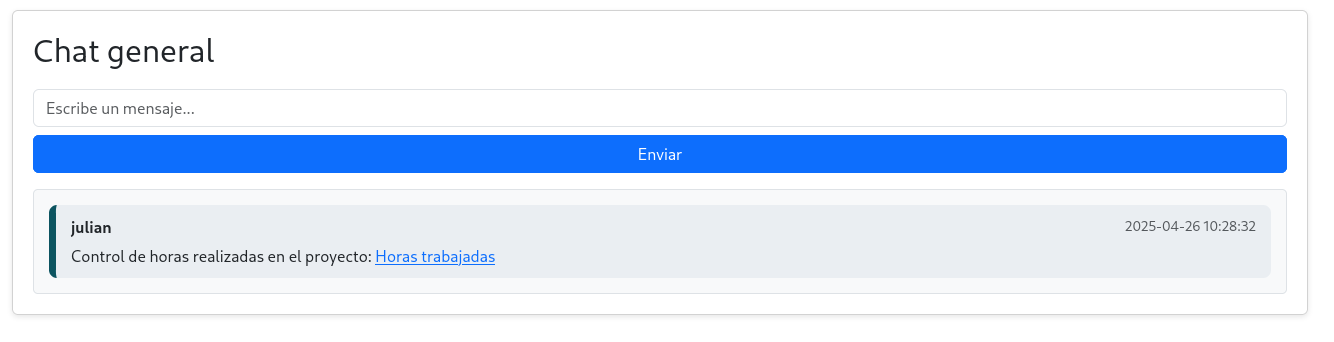 Chat general
Escribe un mensaje...
Enviar
julian 2025-04-26 10:28:32
Control de horas realizadas en el proyecto: Horas trabajadas